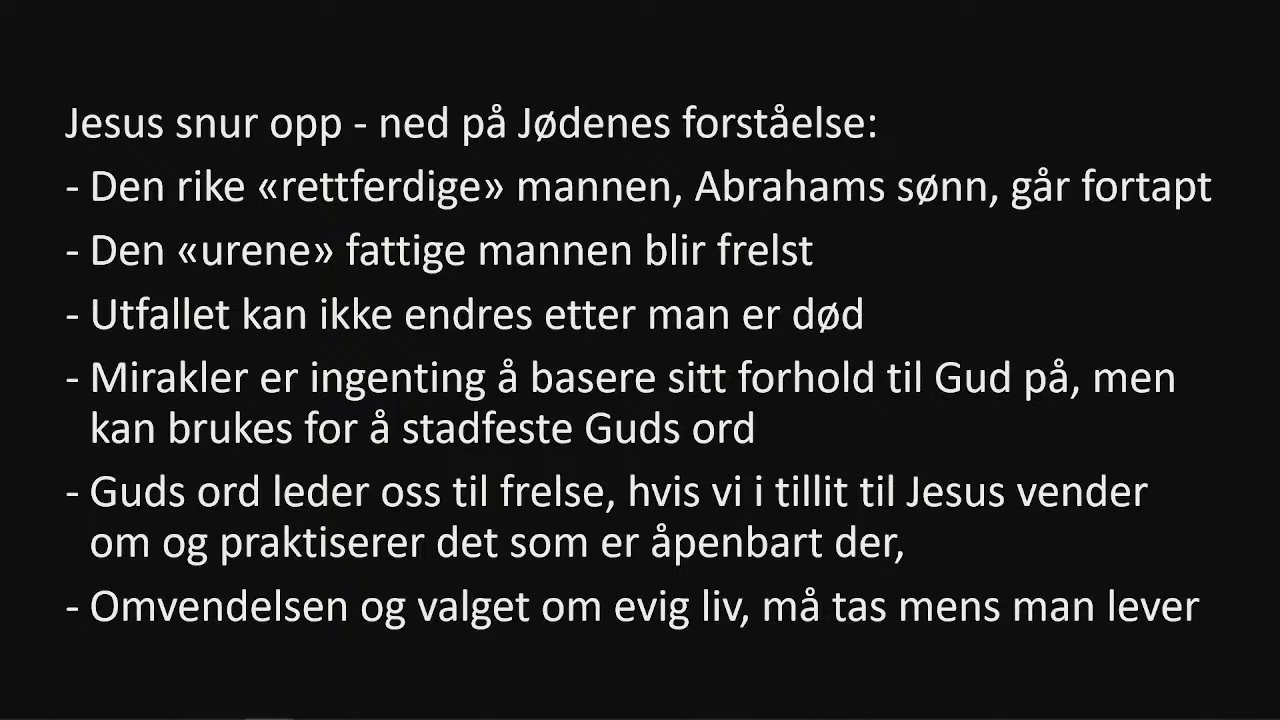 Jesus snur opp - ned på Jødenes forståelse:
- Den rike «rettferdige» mannen, Abrahams sønn, går fortapt
- Den «urene» fattige mannen blir frelst
- Utfallet kan ikke endres etter man er død
- Mirakler er ingenting å basere sitt forhold til Gud på, men
kan brukes for å stadfeste Guds ord
- Guds ord leder oss til frelse, hvis vi i tillit til Jesus vender
om og praktiserer det som er åpenbart der,
- Omvendelsen og valget om evig liv, må tas mens man lever